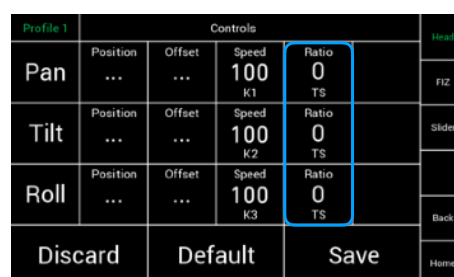 Profile 1 Controls Head
Position Offset Speed Ratio
Pan ... ... 100 0 FIZ
K1 TS
Position Offset Speed Ratio
Tilt ... ... 100 0 Slider
K2 TS
Position Offset Speed Ratio
Roll ... ... 100 0
K3 TS Back
Discard Default Save Home